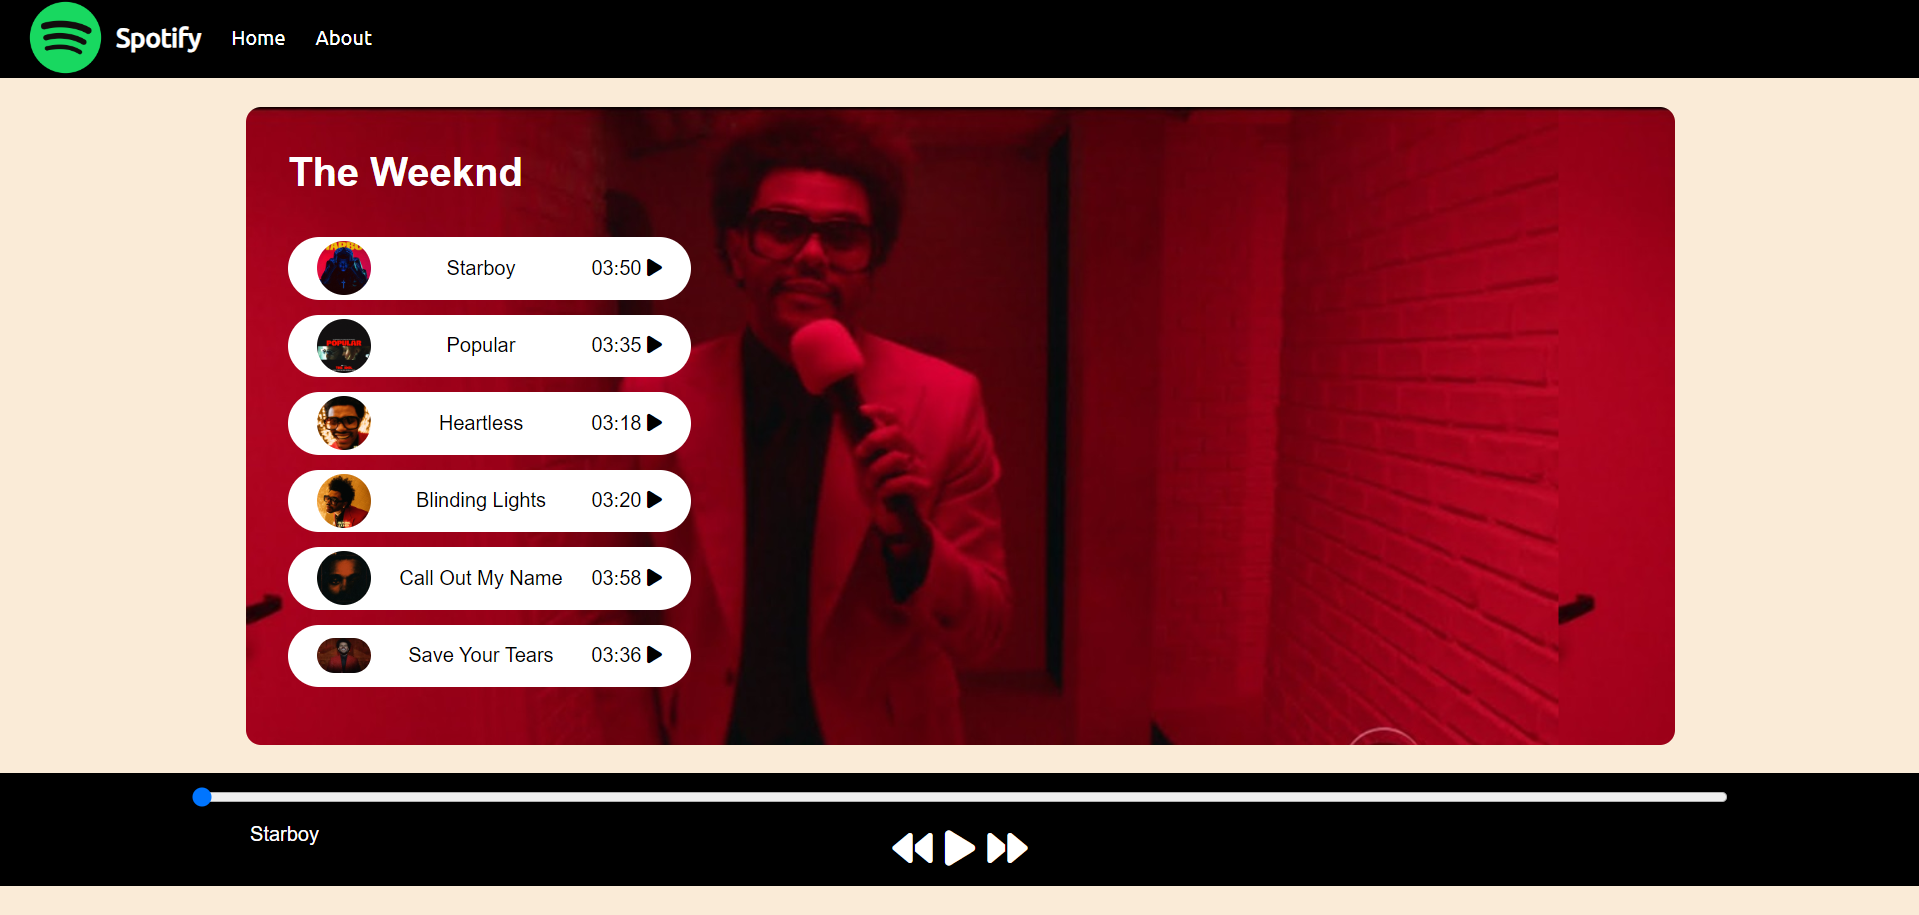 Spotify Home About
The Weeknd
Starboy 03:50
POPULAR
Popular 03:35
Heartless 03:18
Blinding Lights 03:20
Call Out My Name 03:58
Save Your Tears 03:36
Starboy